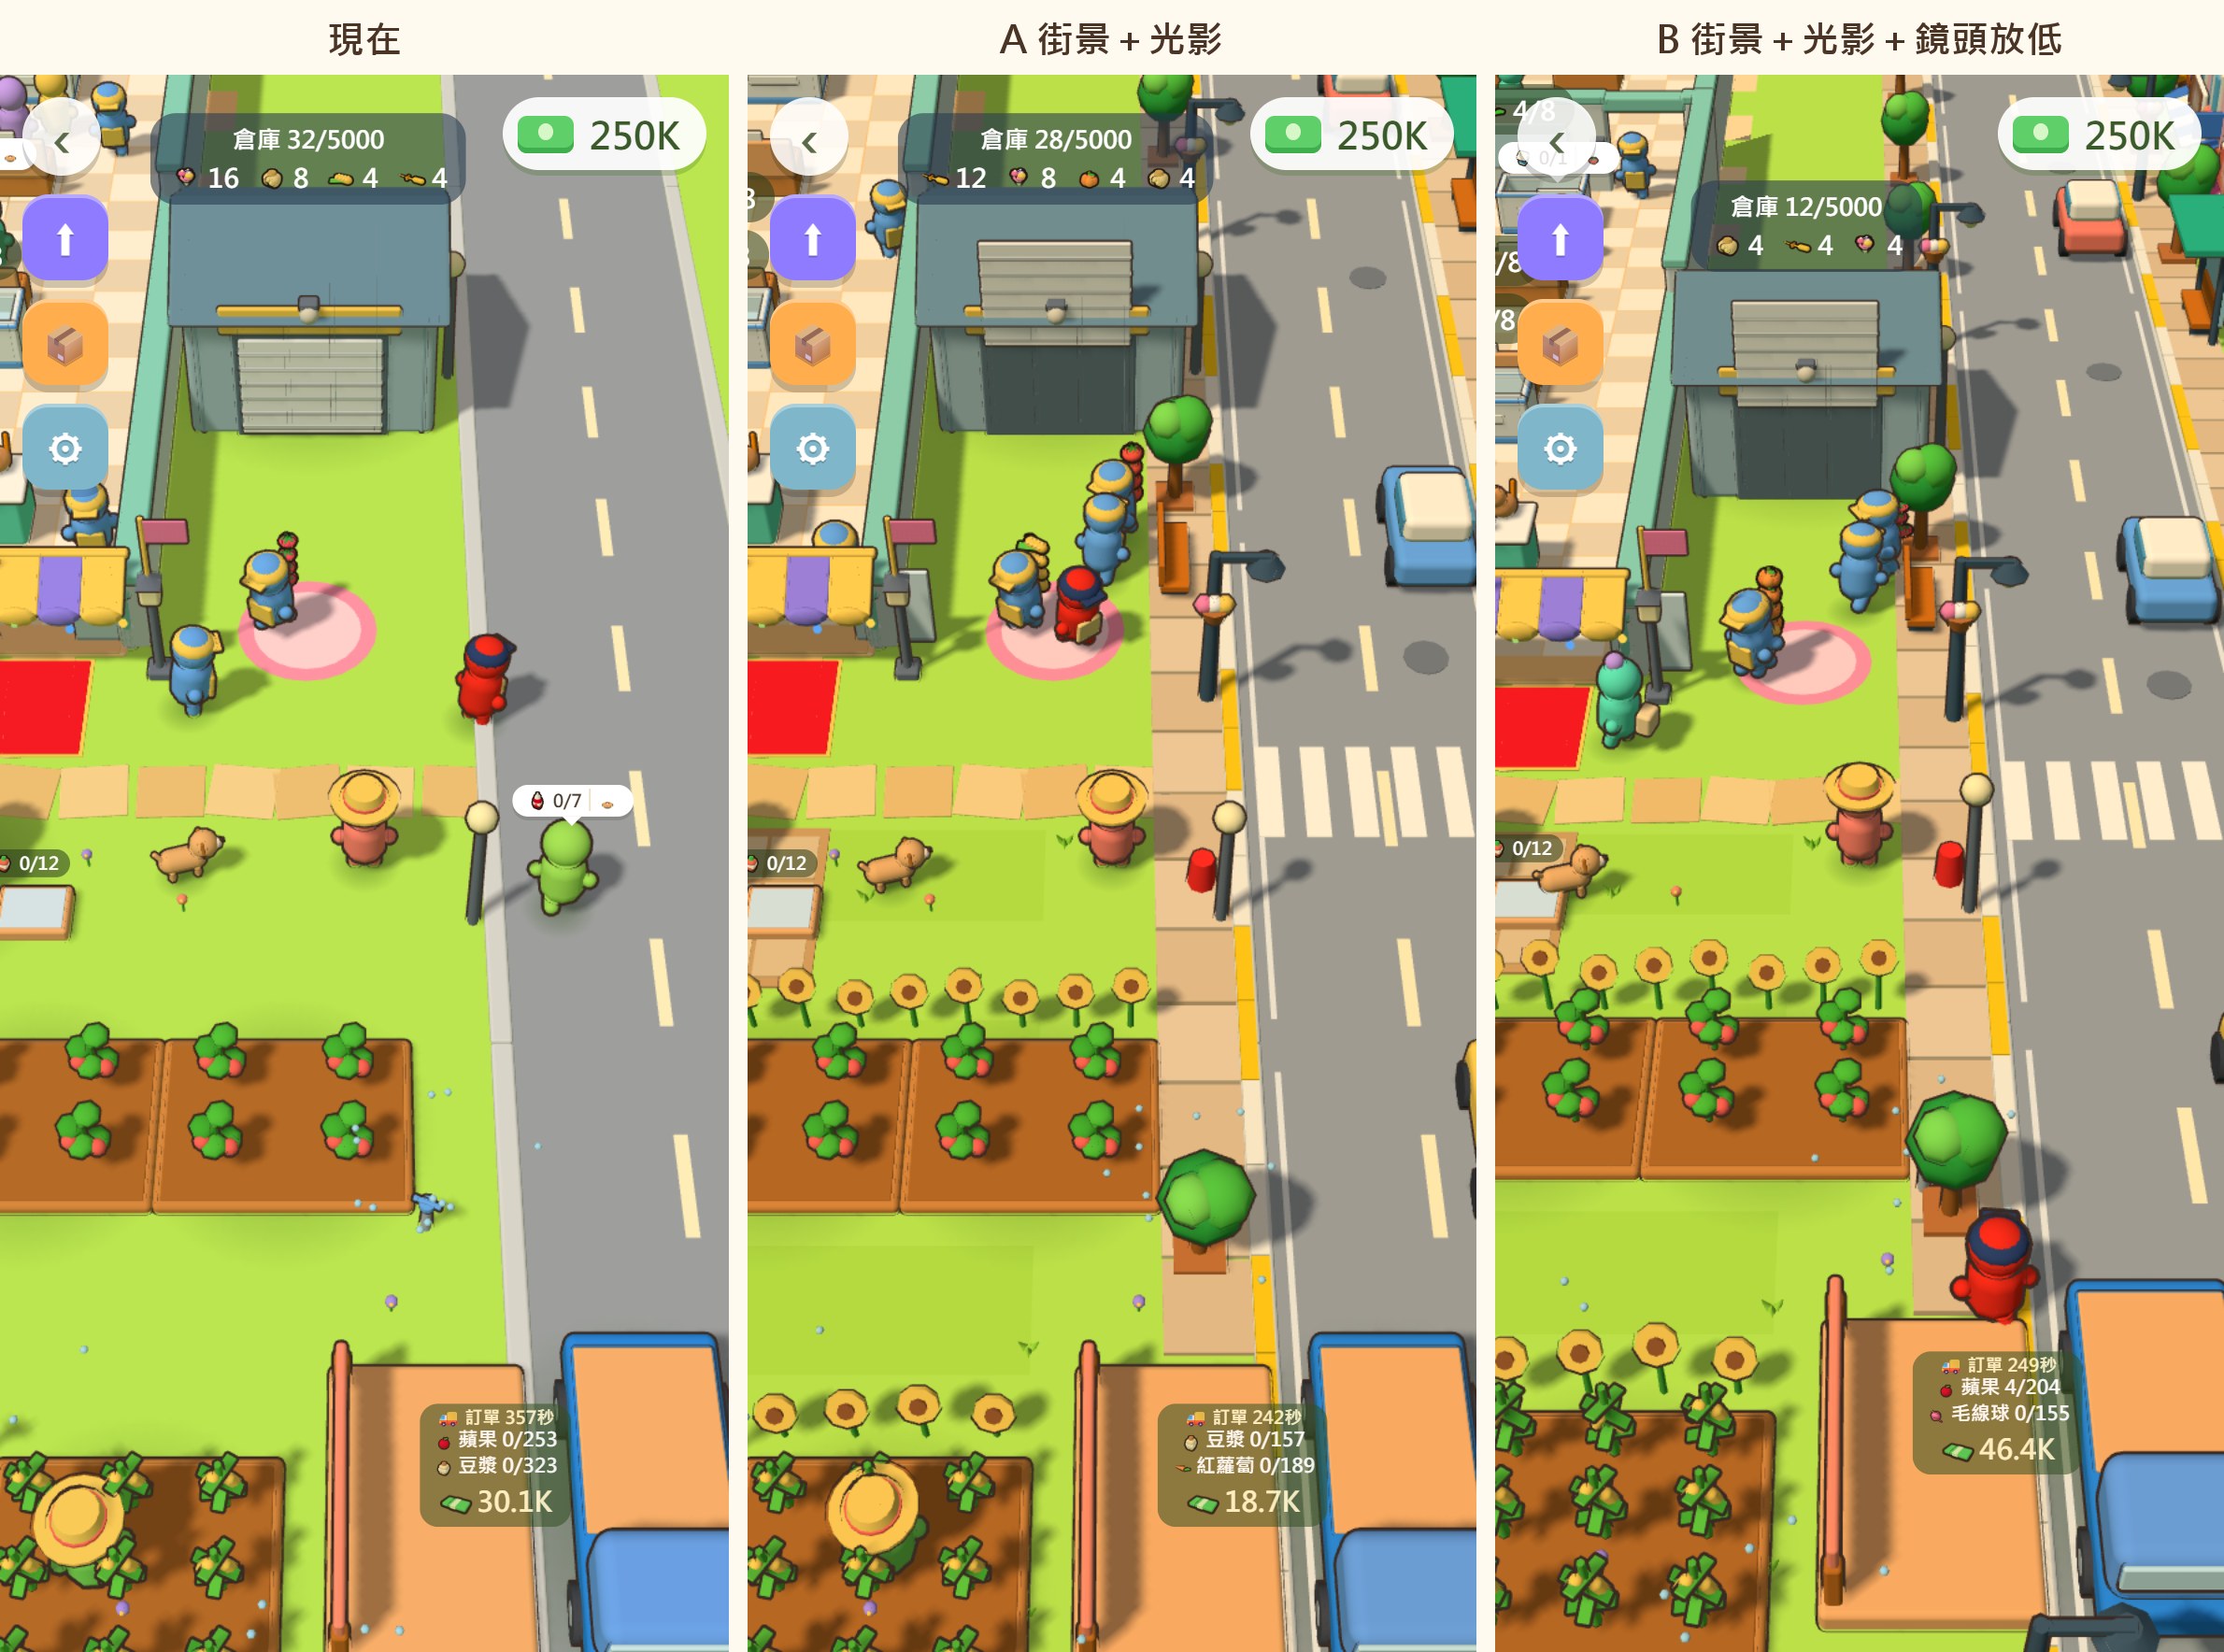 現在
倉庫 32/5000
16 8 4 4
250K
0/7
0/12
訂單 357秒
蘋果 0/253
豆漿 0/323
30.1K
A 街景 + 光影
倉庫 28/5000
12 8 4 4
250K
0/12
訂單 242秒
豆漿 0/157
紅蘿蔔 0/189
18.7K
B 街景 + 光影 + 鏡頭放低
4/8
0/1
250K
倉庫 12/5000
4 4 4
/8
/8
0/12
訂單 249秒
蘋果 4/204
毛線球 0/155
46.4K